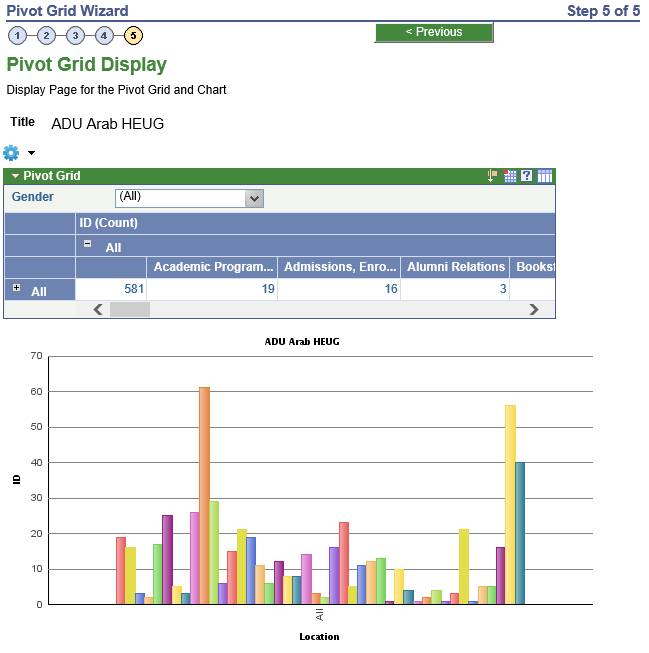 Pivot Grid Wizard Step 5 of 5
1 2 3 4 5 < Previous
Pivot Grid Display
Display Page for the Pivot Grid and Chart
Title ADU Arab HEUG
Pivot Grid ?
Gender (All)
ID (Count)
All
Academic Program... Admissions, Enro... Alumni Relations
All 581 19 16 3
ADU Arab HEUG
70
60
50
40
30
20
10
0
ID
All
Location